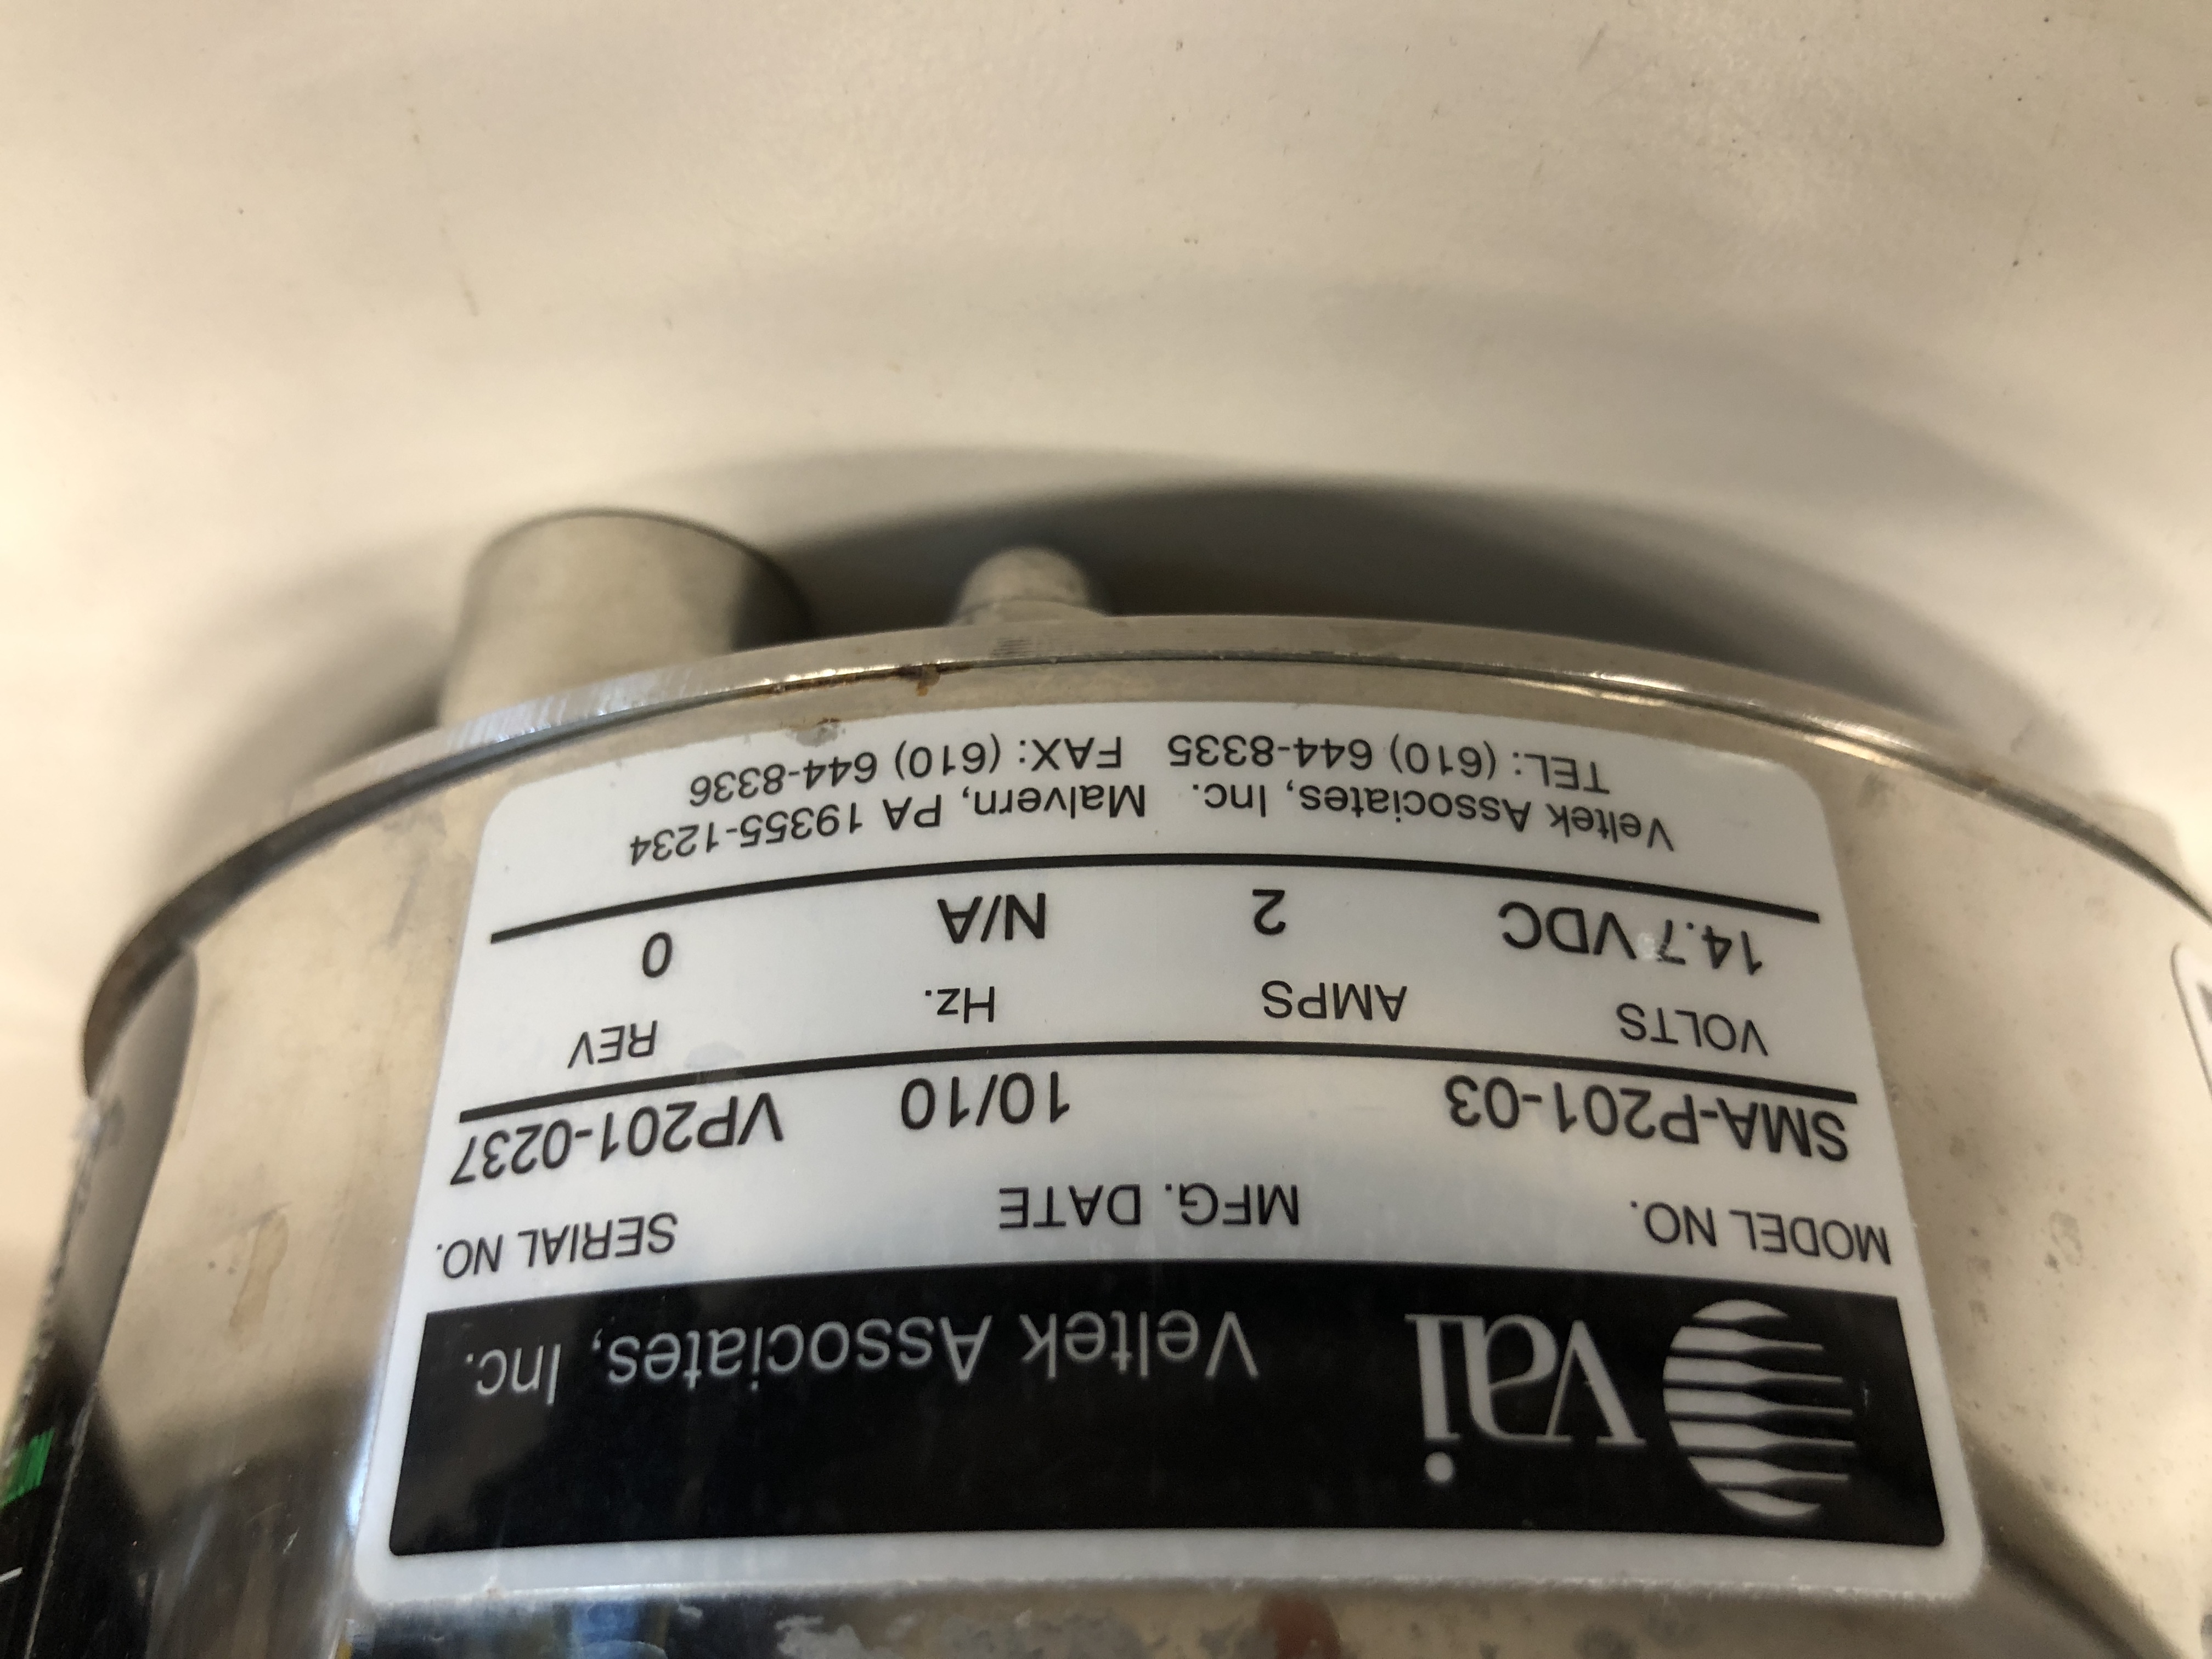 vai Veltek Associates, Inc.
MODEL NO. MFG. DATE SERIAL NO.
SMA-P201-03 10/10 VP201-0237
VOLTS AMPS Hz. REV
14.7 VDC 2 N/A 0
Veltek Associates, Inc. Malvern, PA 19355-1234
TEL: (610) 644-8335 FAX: (610) 644-8336